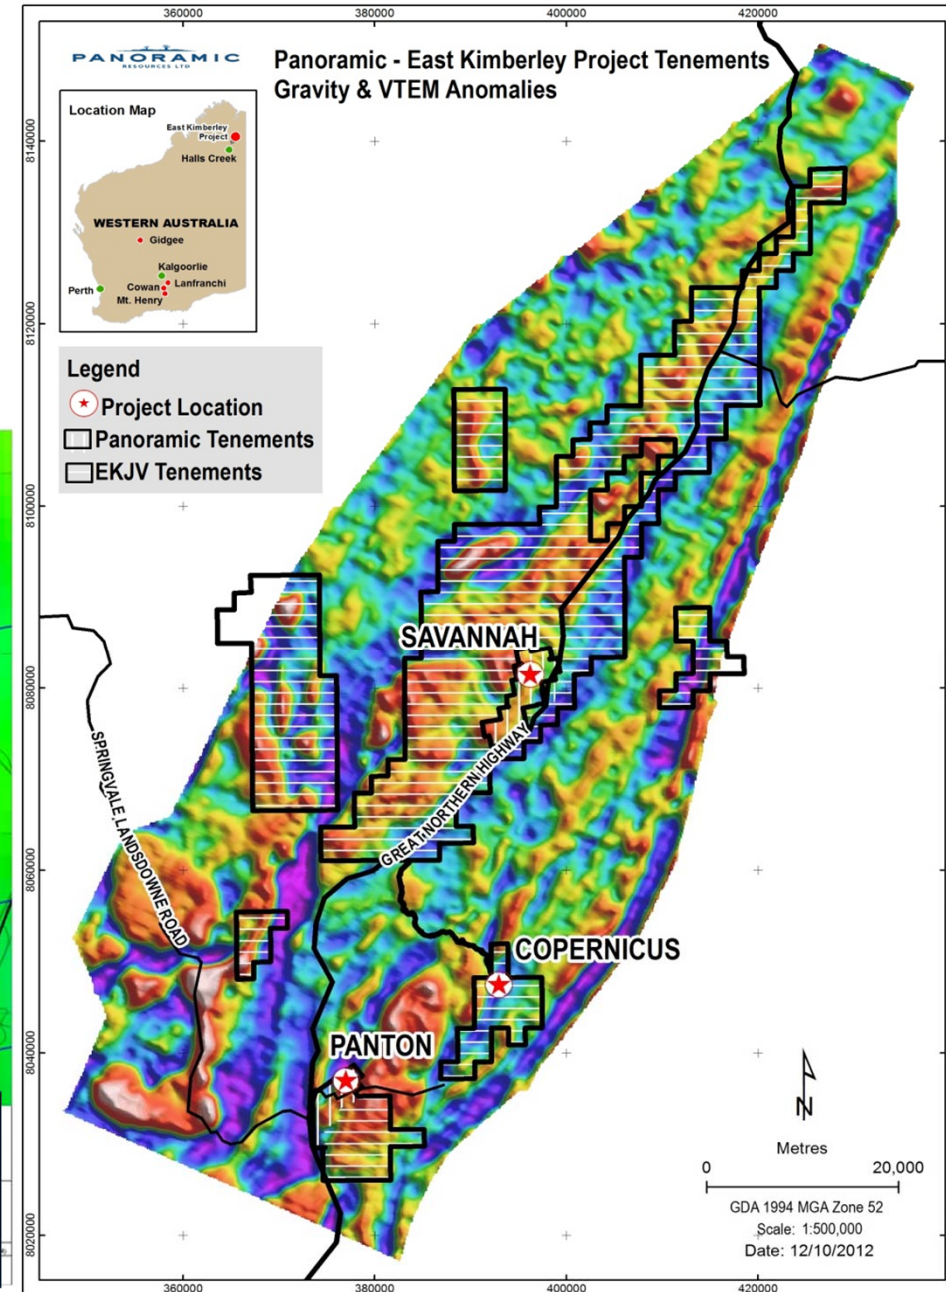 360000
380000
400000
420000
PANORAMIC
RESOURCES LTD
Panoramic - East Kimberley Project Tenements
Gravity & VTEM Anomalies
Location Map
East Kimberley
Project
Halls Creek
WESTERN AUSTRALIA
Gidgee
Kalgoorlie
Perth
Cowan
Lanfranchi
Mt. Henry
8140000
8120000
Legend
Project Location
Panoramic Tenements
EKJV Tenements
8100000
SAVANNAH
8080000
GREAT NORTHERN HIGHWAY
SPRINGVALE LANDSDOWNE ROAD
8060000
COPERNICUS
PANTON
8040000
N
Metres
0
20,000
GDA 1994 MGA Zone 52
Scale: 1:500,000
Date: 12/10/2012
8020000
360000
380000
400000
420000